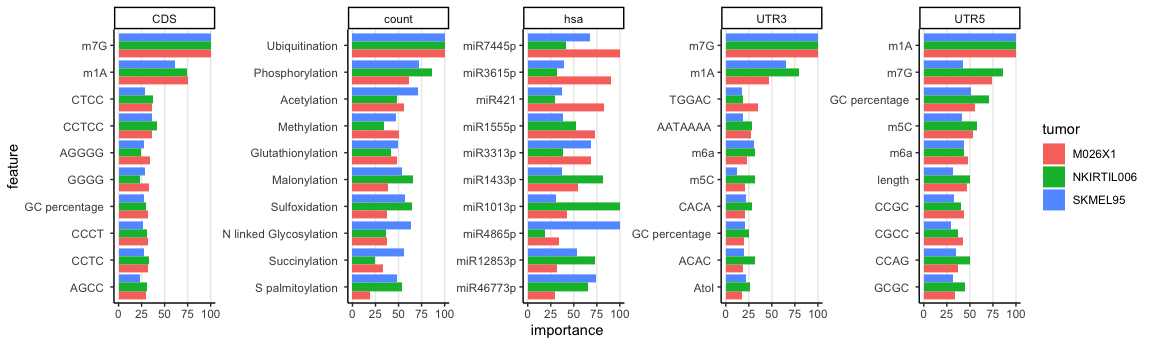 CDS
count
hsa
UTR3
UTR5
feature
m7G
m1A
CTCC
CCTCC
AGGGG
GGGG
GC percentage
CCCT
CCTC
AGCC
0 25 50 75 100
Ubiquitination
Phosphorylation
Acetylation
Methylation
Glutathionylation
Malonylation
Sulfoxidation
N linked Glycosylation
Succinylation
S palmitoylation
0 25 50 75 100
miR7445p
miR3615p
miR421
miR1555p
miR3313p
miR1433p
miR1013p
miR4865p
miR12853p
miR46773p
0 25 50 75 100
m7G
m1A
TGGAC
AATAAAA
m6a
m5C
CACA
GC percentage
ACAC
AtoI
0 25 50 75 100
m1A
m7G
GC percentage
m5C
m6a
length
CCGC
CGCC
CCAG
GCGC
0 25 50 75 100
importance
tumor
M026X1
NKIRTIL006
SKMEL95